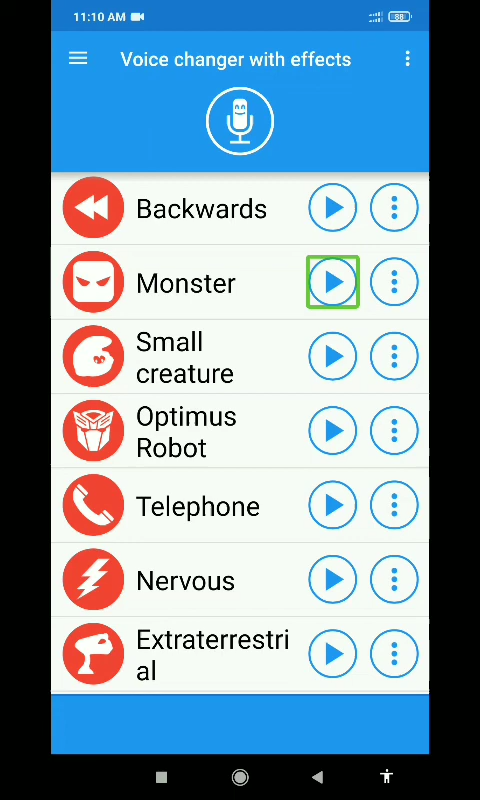 11:10 AM
88
Voice changer with effects
Backwards
Monster
Small
creature
Optimus
Robot
Telephone
Nervous
Extraterrestri
al